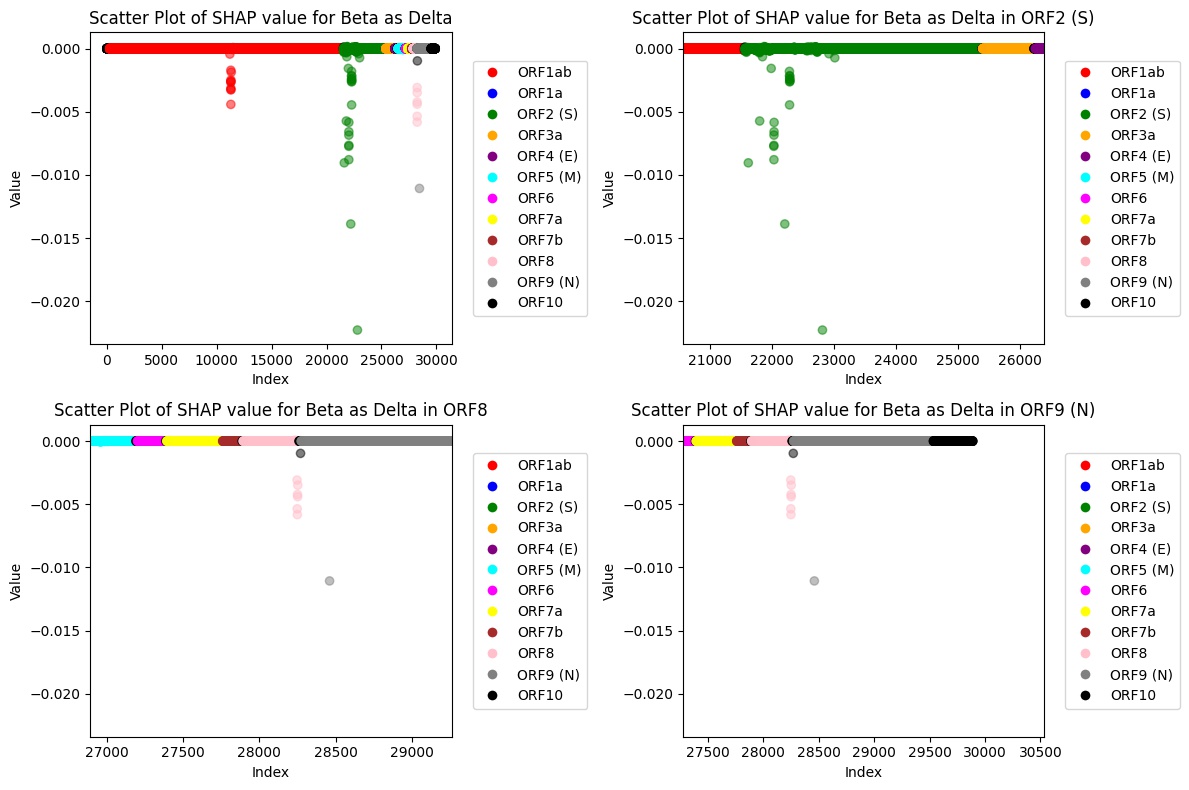 Scatter Plot of SHAP value for Beta as Delta
Value
0.000
−0.005
−0.010
−0.015
−0.020
0
5000
10000
15000
20000
25000
30000
Index
ORF1ab
ORF1a
ORF2 (S)
ORF3a
ORF4 (E)
ORF5 (M)
ORF6
ORF7a
ORF7b
ORF8
ORF9 (N)
ORF10
Scatter Plot of SHAP value for Beta as Delta in ORF2 (S)
Value
0.000
−0.005
−0.010
−0.015
−0.020
21000
22000
23000
24000
25000
26000
Index
ORF1ab
ORF1a
ORF2 (S)
ORF3a
ORF4 (E)
ORF5 (M)
ORF6
ORF7a
ORF7b
ORF8
ORF9 (N)
ORF10
Scatter Plot of SHAP value for Beta as Delta in ORF8
Value
0.000
−0.005
−0.010
−0.015
−0.020
27000
27500
28000
28500
29000
Index
ORF1ab
ORF1a
ORF2 (S)
ORF3a
ORF4 (E)
ORF5 (M)
ORF6
ORF7a
ORF7b
ORF8
ORF9 (N)
ORF10
Scatter Plot of SHAP value for Beta as Delta in ORF9 (N)
Value
0.000
−0.005
−0.010
−0.015
−0.020
27500
28000
28500
29000
29500
30000
30500
Index
ORF1ab
ORF1a
ORF2 (S)
ORF3a
ORF4 (E)
ORF5 (M)
ORF6
ORF7a
ORF7b
ORF8
ORF9 (N)
ORF10